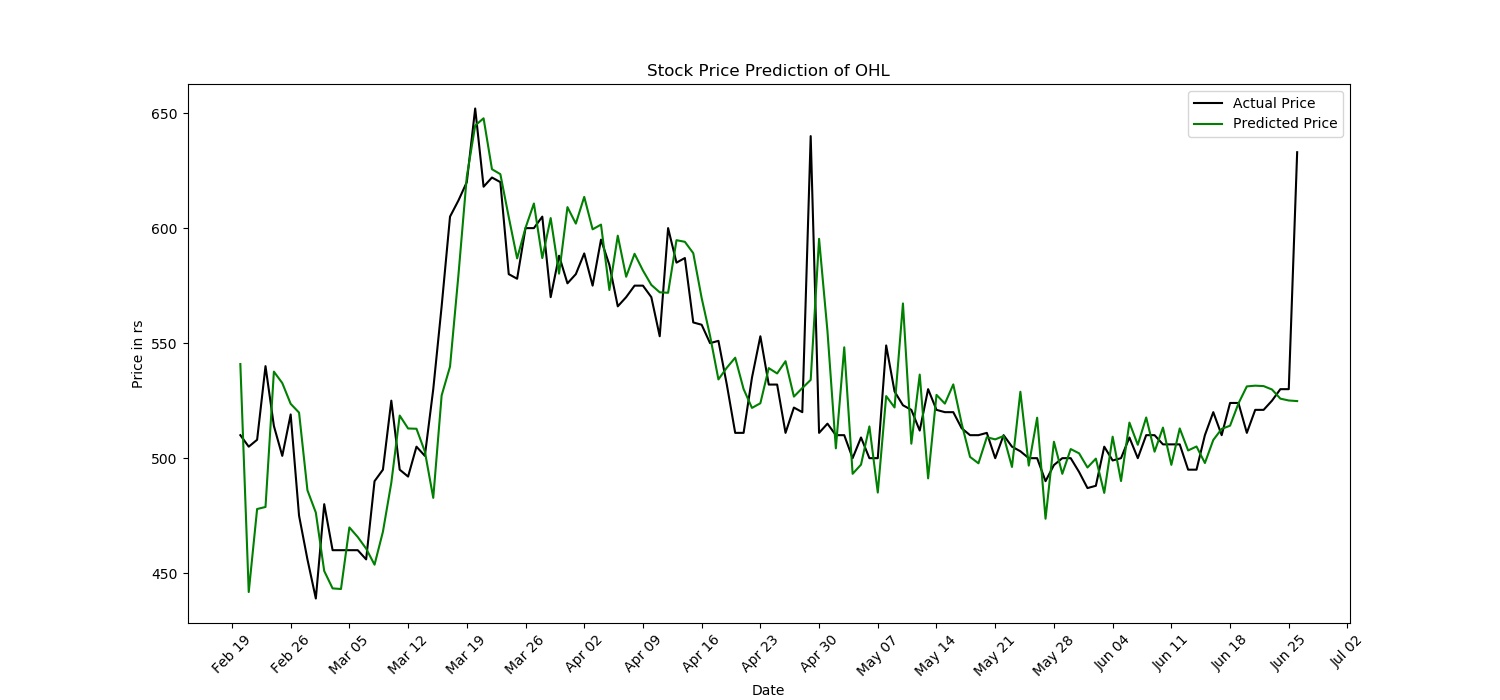 Stock Price Prediction of OHL
Actual Price
Predicted Price
650
600
550
500
450
Price in rs
Feb 19
Feb 26
Mar 05
Mar 12
Mar 19
Mar 26
Apr 02
Apr 09
Apr 16
Apr 23
Apr 30
May 07
May 14
May 21
May 28
Jun 04
Jun 11
Jun 18
Jun 25
Jul 02
Date